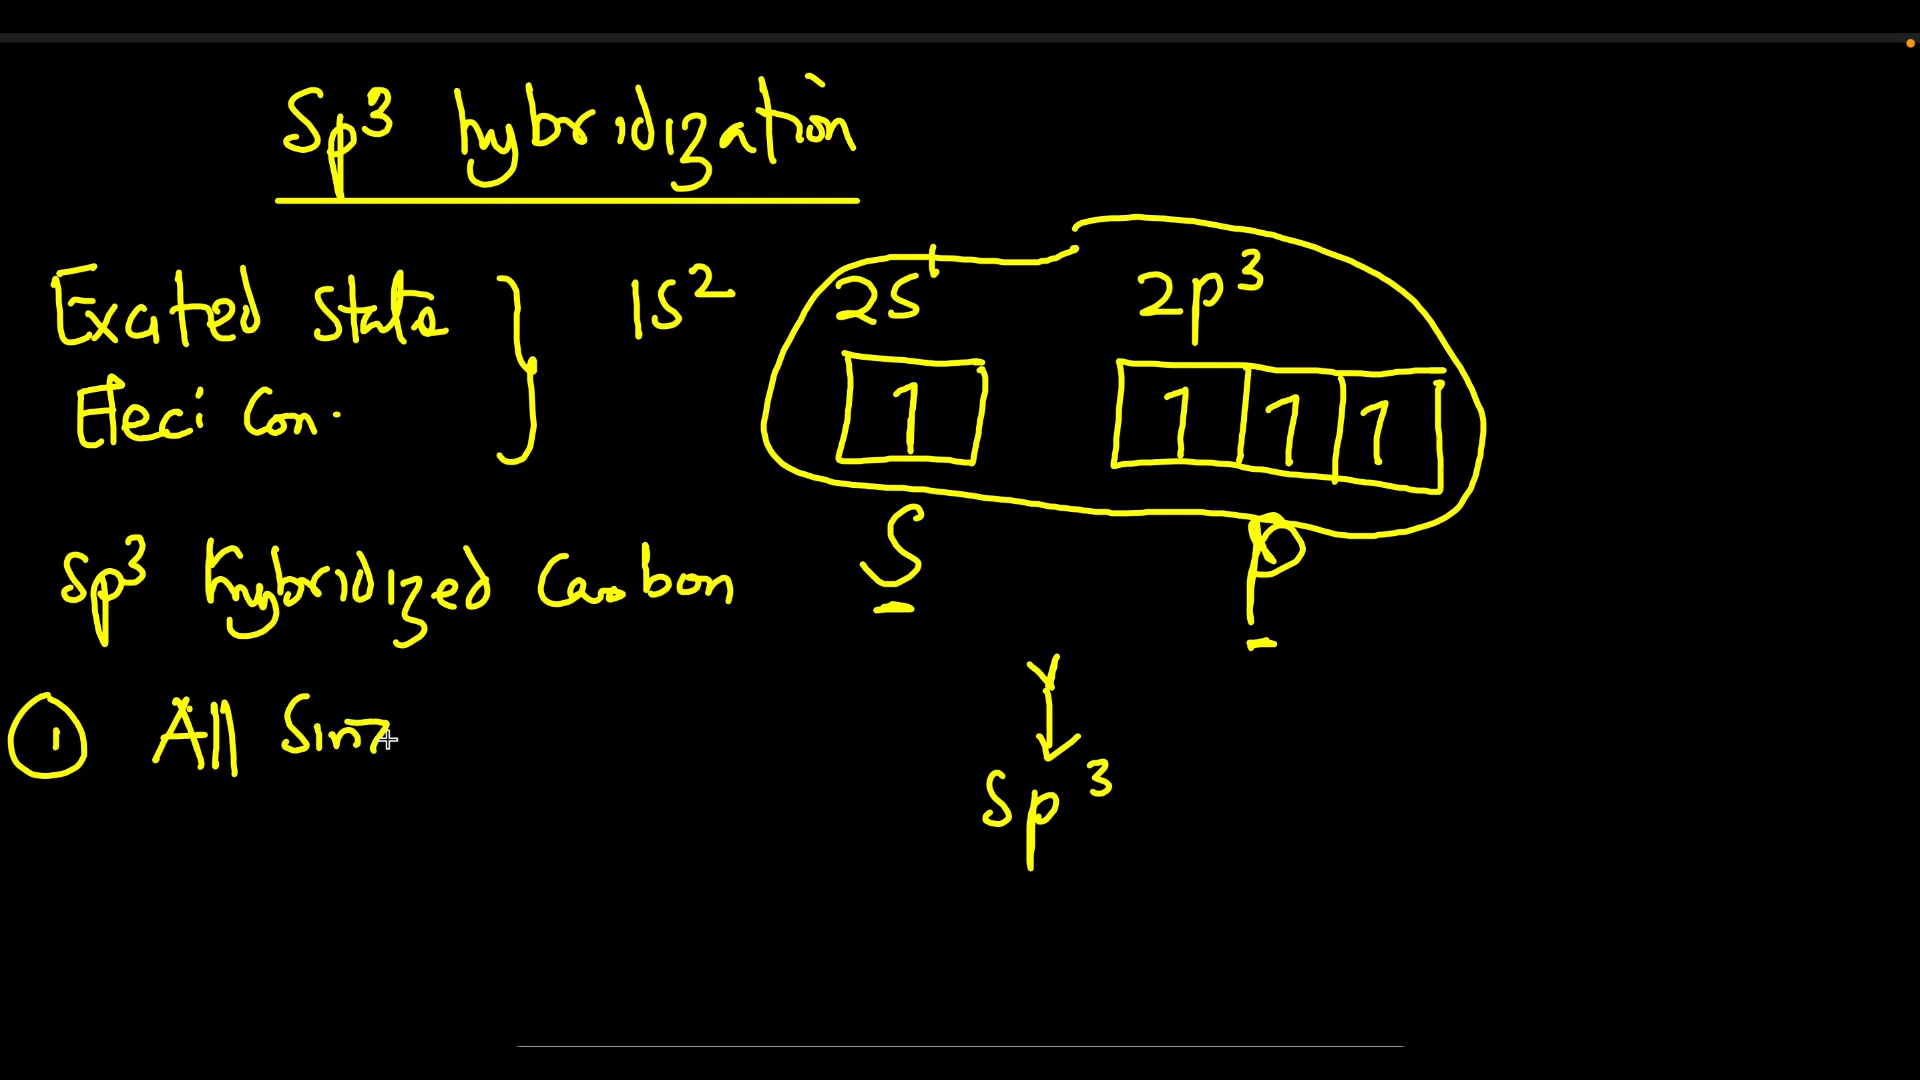 Sp³ hybridization
Excited State
1s² 2s¹ 2p³
Elec; Con.
1 1 1 1
S p
Sp³ hybridized Carbon
① All Sin
Sp³